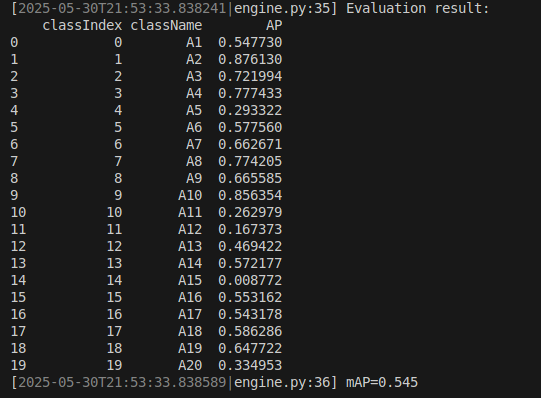 [2025-05-30T21:53:33.838241|engine.py:35] Evaluation result:
    classIndex className        AP
0            0        A1  0.547730
1            1        A2  0.876130
2            2        A3  0.721994
3            3        A4  0.777433
4            4        A5  0.293322
5            5        A6  0.577560
6            6        A7  0.662671
7            7        A8  0.774205
8            8        A9  0.665585
9            9       A10  0.856354
10          10       A11  0.262979
11          11       A12  0.167373
12          12       A13  0.469422
13          13       A14  0.572177
14          14       A15  0.008772
15          15       A16  0.553162
16          16       A17  0.543178
17          17       A18  0.586286
18          18       A19  0.647722
19          19       A20  0.334953
[2025-05-30T21:53:33.838589|engine.py:36] mAP=0.545